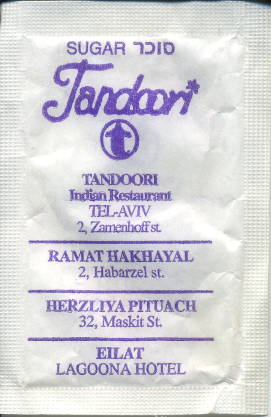 SUGAR סוכר
Tandoori*
t
TANDOORI
Indian Restaurant
TEL-AVIV
2, Zamenhoff st.
RAMAT HAKHAYAL
2, Habarzel st.
HERZLIYA PITUACH
32, Maskit St.
EILAT
LAGOONA HOTEL